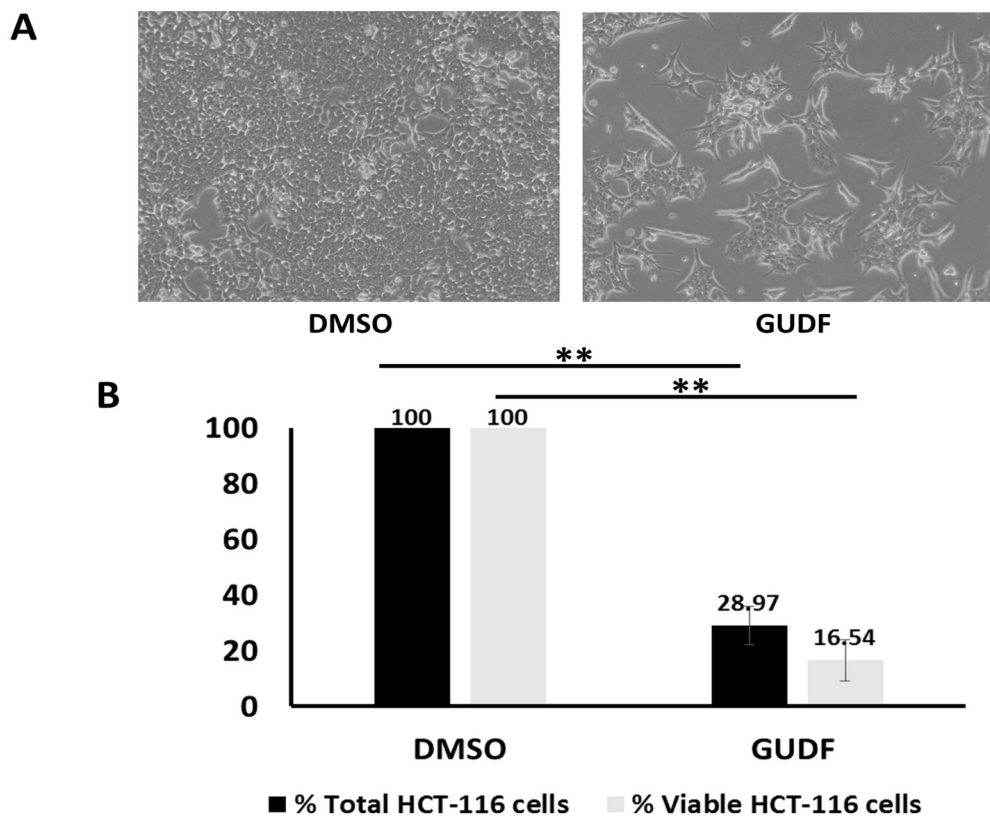 A
DMSO GUDF
**
**
B
100 100
100
80
60
40
28.97
16.54
20
0
DMSO GUDF
% Total HCT-116 cells % Viable HCT-116 cells